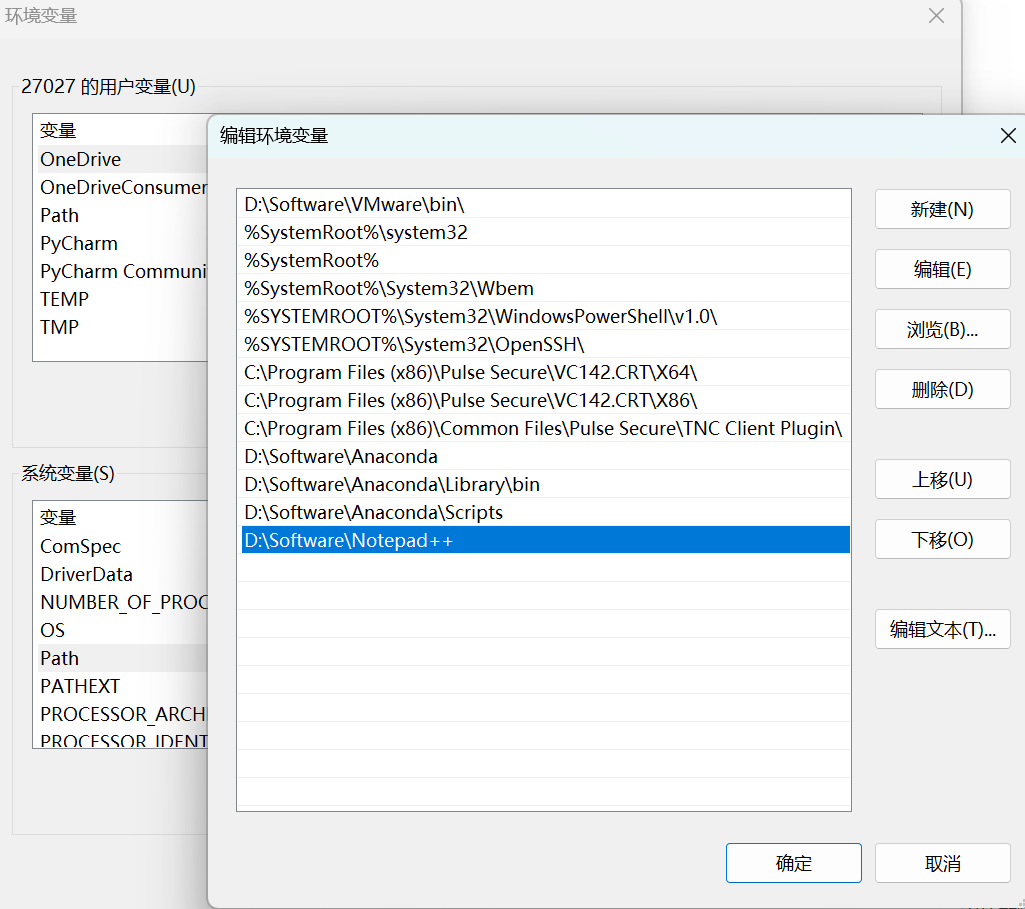 环境变量
27027 的用户变量(U)
变量
OneDrive
OneDriveConsumer
Path
PyCharm
PyCharm Communi
TEMP
TMP
系统变量(S)
变量
ComSpec
DriverData
NUMBER_OF_PROC
OS
Path
PATHEXT
PROCESSOR_ARCHI
PROCESSOR_IDENT
编辑环境变量
D:\Software\VMware\bin\
%SystemRoot%\system32
%SystemRoot%
%SystemRoot%\System32\Wbem
%SYSTEMROOT%\System32\WindowsPowerShell\v1.0\
%SYSTEMROOT%\System32\OpenSSH\
C:\Program Files (x86)\Pulse Secure\VC142.CRT\X64\
C:\Program Files (x86)\Pulse Secure\VC142.CRT\X86\
C:\Program Files (x86)\Common Files\Pulse Secure\TNC Client Plugin\
D:\Software\Anaconda
D:\Software\Anaconda\Library\bin
D:\Software\Anaconda\Scripts
D:\Software\Notepad++
新建(N)
编辑(E)
浏览(B)...
删除(D)
上移(U)
下移(O)
编辑文本(T)...
确定
取消